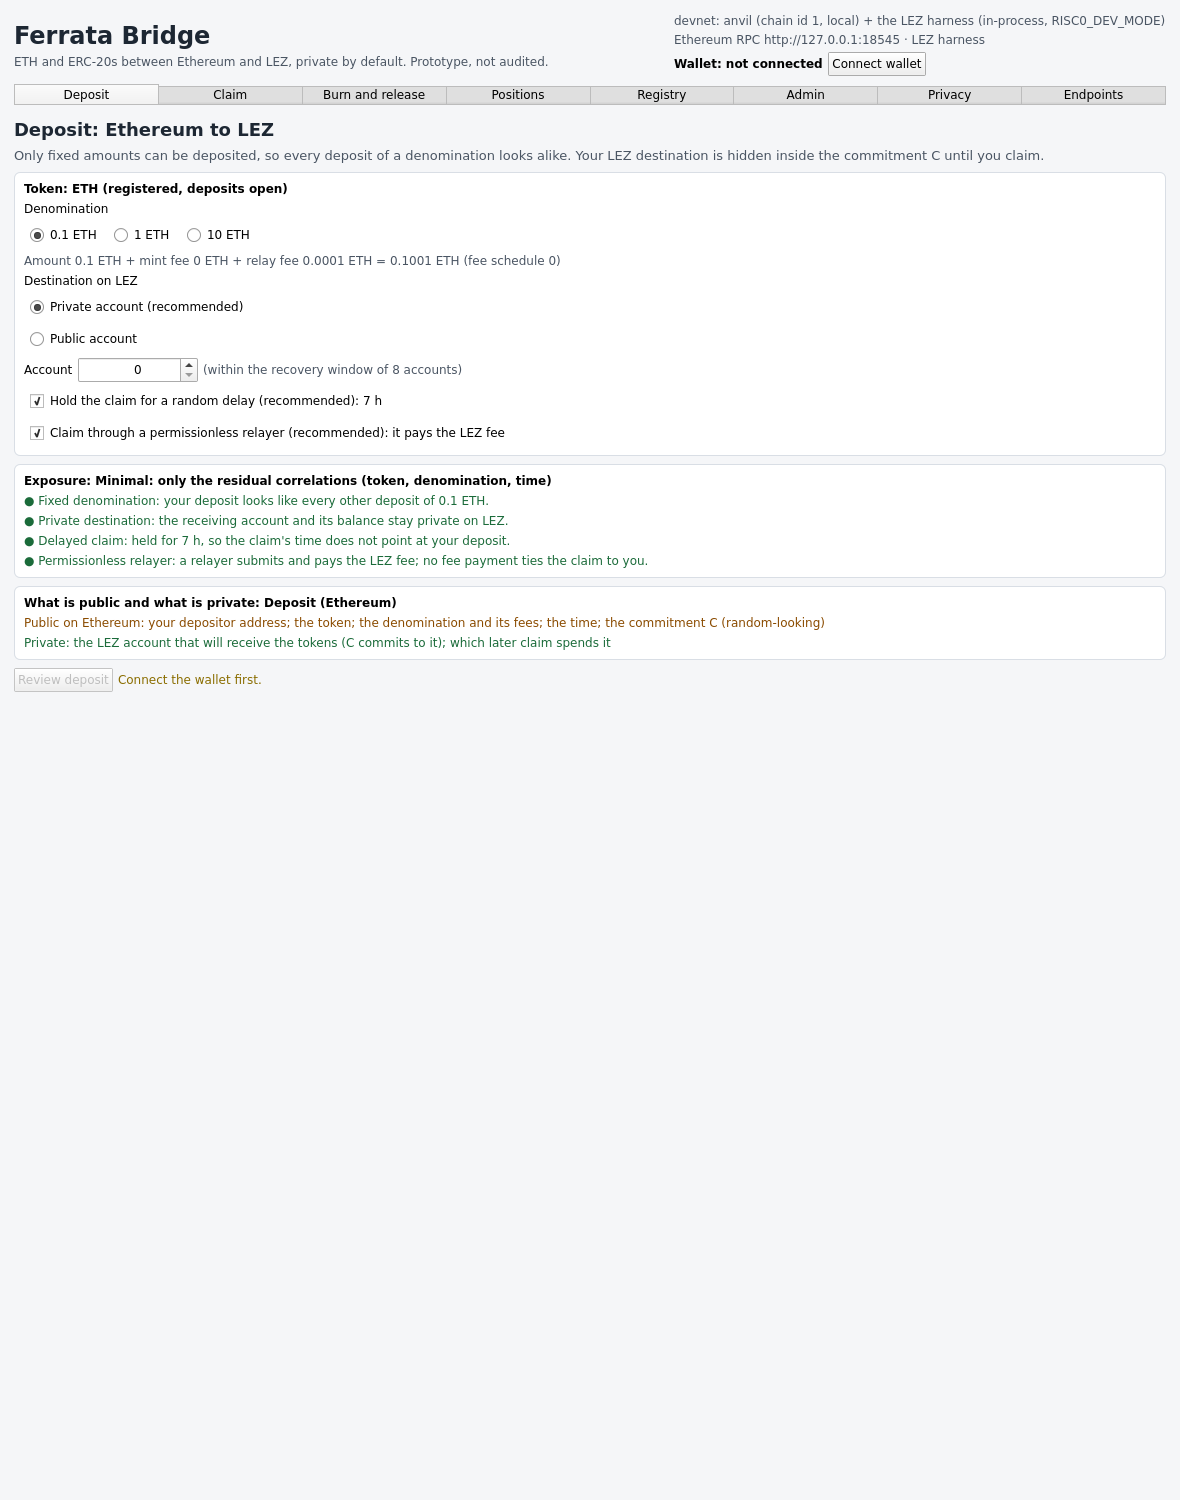 Ferrata Bridge
ETH and ERC-20s between Ethereum and LEZ, private by default. Prototype, not audited.
devnet: anvil (chain id 1, local) + the LEZ harness (in-process, RISC0_DEV_MODE)
Ethereum RPC http://127.0.0.1:18545 · LEZ harness
Wallet: not connected Connect wallet
Deposit Claim Burn and release Positions Registry Admin Privacy Endpoints
Deposit: Ethereum to LEZ
Only fixed amounts can be deposited, so every deposit of a denomination looks alike. Your LEZ destination is hidden inside the commitment C until you claim.
Token: ETH (registered, deposits open)
Denomination
0.1 ETH 1 ETH 10 ETH
Amount 0.1 ETH + mint fee 0 ETH + relay fee 0.0001 ETH = 0.1001 ETH (fee schedule 0)
Destination on LEZ
Private account (recommended)
Public account
Account 0 (within the recovery window of 8 accounts)
Hold the claim for a random delay (recommended): 7 h
Claim through a permissionless relayer (recommended): it pays the LEZ fee
Exposure: Minimal: only the residual correlations (token, denomination, time)
● Fixed denomination: your deposit looks like every other deposit of 0.1 ETH.
● Private destination: the receiving account and its balance stay private on LEZ.
● Delayed claim: held for 7 h, so the claim's time does not point at your deposit.
● Permissionless relayer: a relayer submits and pays the LEZ fee; no fee payment ties the claim to you.
What is public and what is private: Deposit (Ethereum)
Public on Ethereum: your depositor address; the token; the denomination and its fees; the time; the commitment C (random-looking)
Private: the LEZ account that will receive the tokens (C commits to it); which later claim spends it
Review deposit Connect the wallet first.